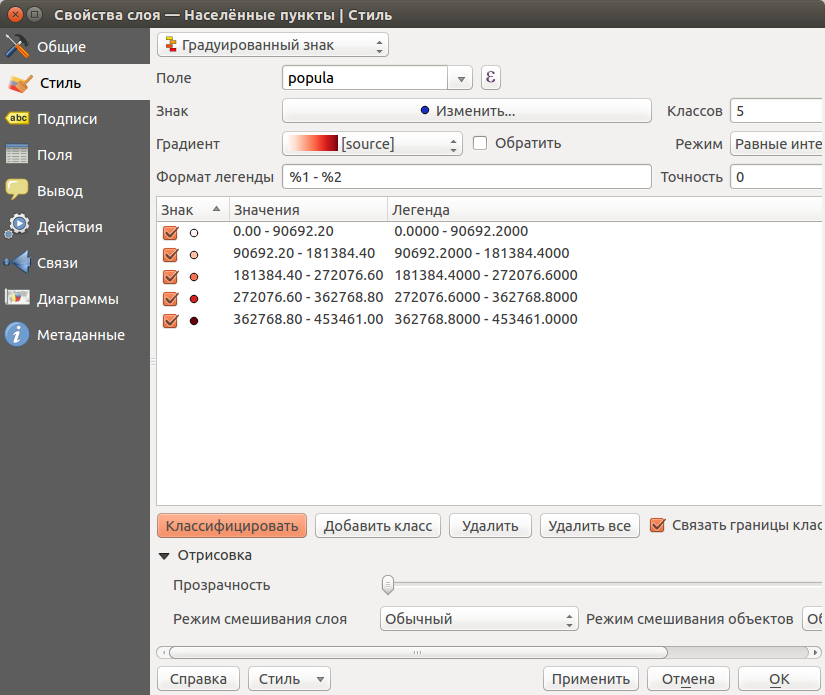 Свойства слоя — Населённые пункты | Стиль
Общие
Стиль
abc Подписи
Поля
Вывод
Действия
Связи
Диаграммы
Метаданные
Градуированный знак
Поле popula ε
Знак Изменить... Классов 5
Градиент [source] Обратить Режим Равные инте
Формат легенды %1 - %2 Точность 0
Знак Значения Легенда
0.00 - 90692.20 0.0000 - 90692.2000
90692.20 - 181384.40 90692.2000 - 181384.4000
181384.40 - 272076.60 181384.4000 - 272076.6000
272076.60 - 362768.80 272076.6000 - 362768.8000
362768.80 - 453461.00 362768.8000 - 453461.0000
Классифицировать Добавить класс Удалить Удалить все Связать границы клас
Отрисовка
Прозрачность
Режим смешивания слоя Обычный Режим смешивания объектов Об
Справка Стиль Применить Отмена OK